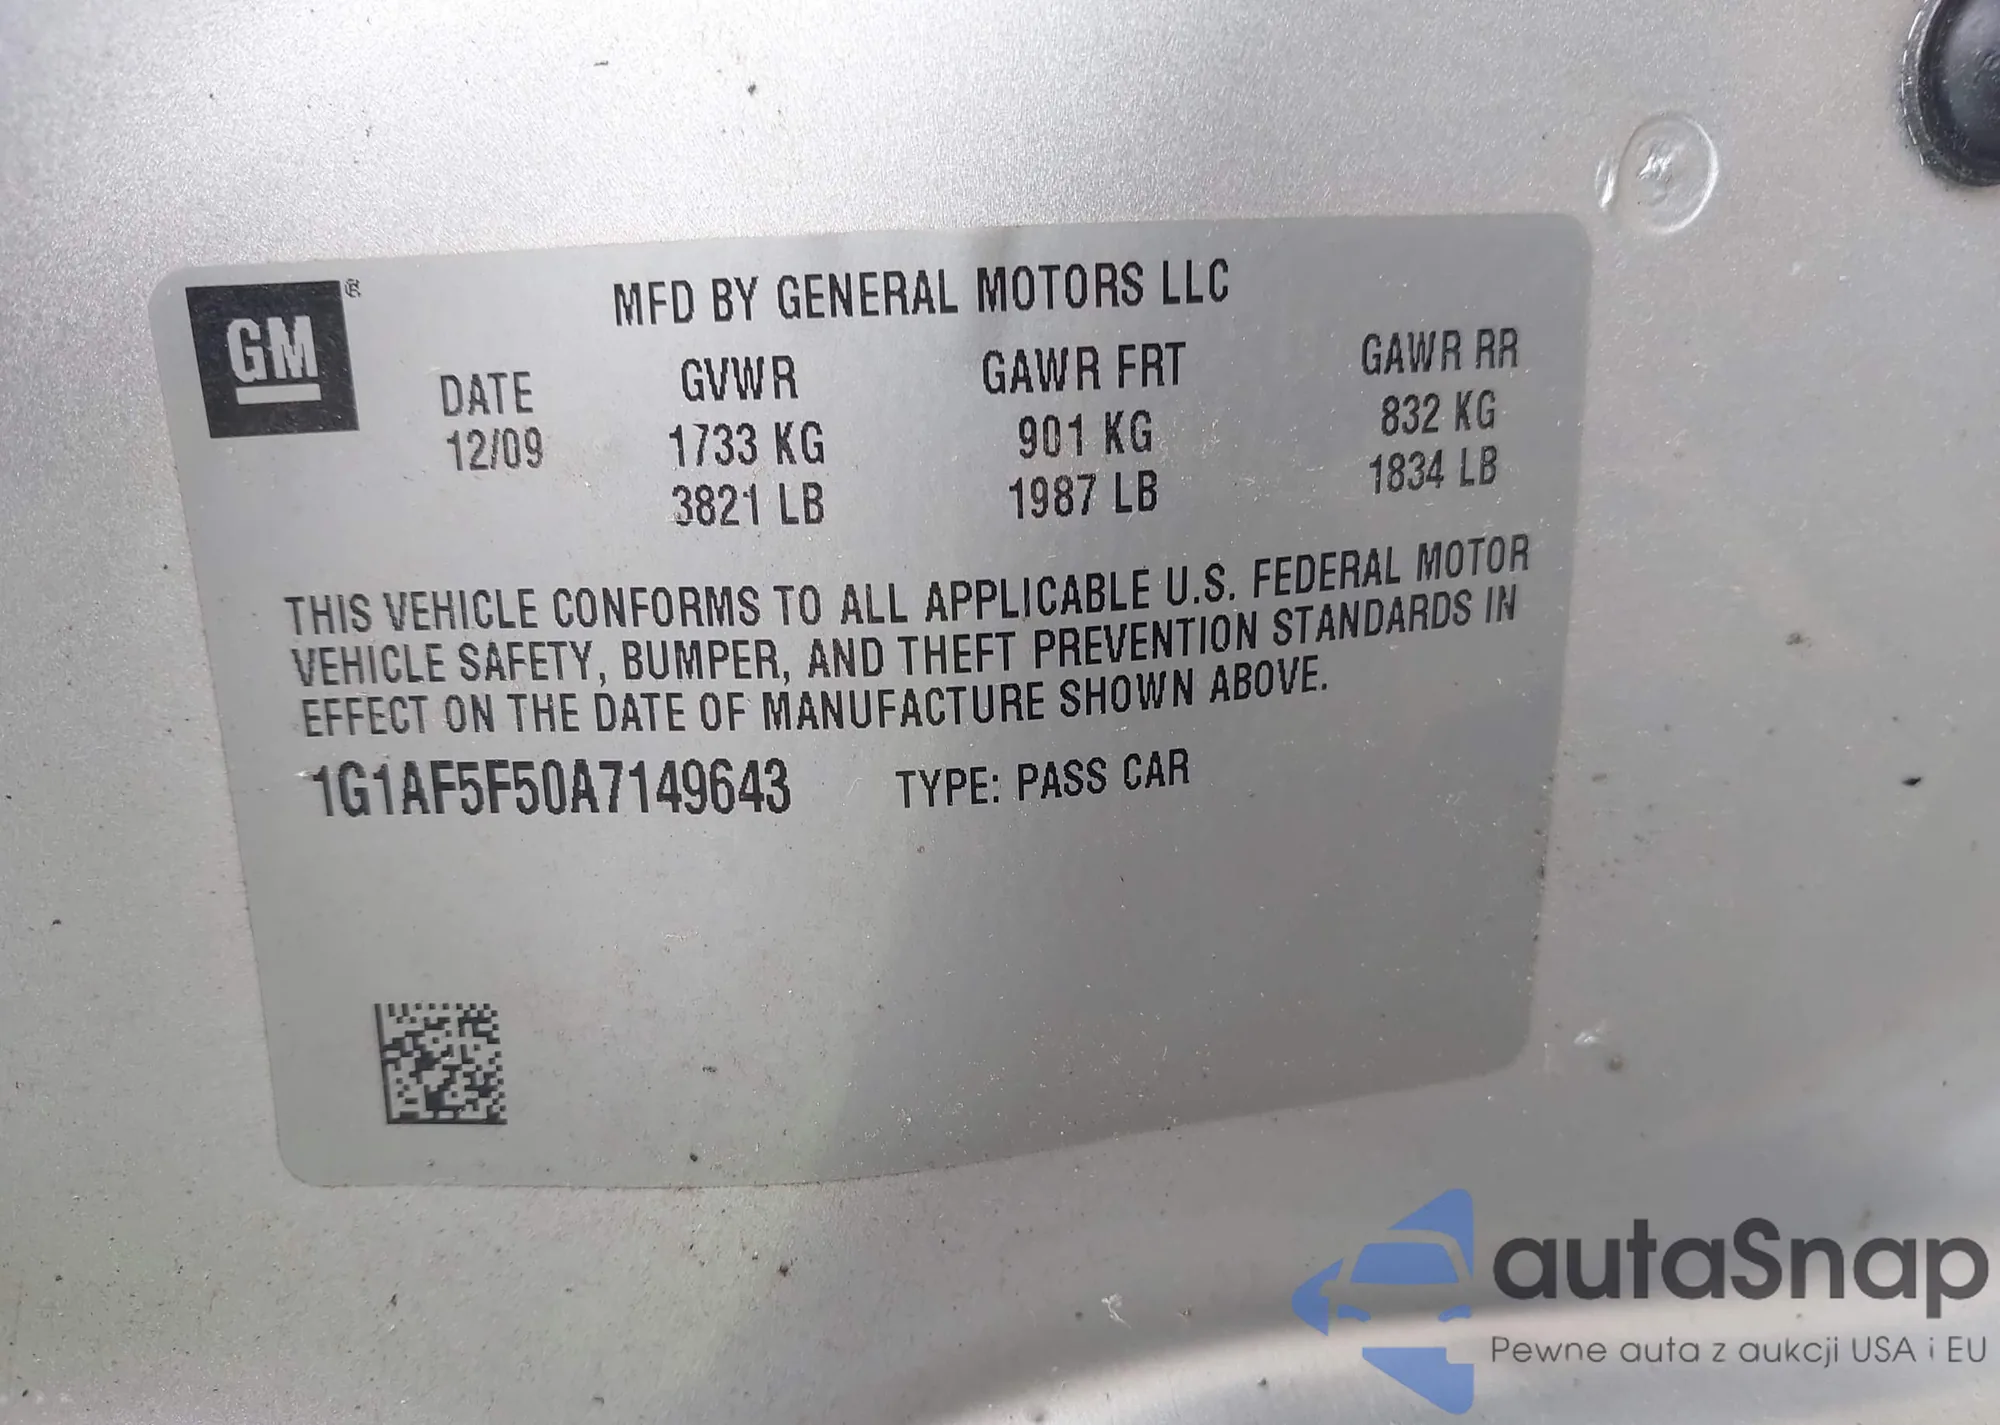 GM®
MFD BY GENERAL MOTORS LLC
DATE GVWR GAWR FRT GAWR RR
12/09 1733 KG 901 KG 832 KG
3821 LB 1987 LB 1834 LB
THIS VEHICLE CONFORMS TO ALL APPLICABLE U.S. FEDERAL MOTOR
VEHICLE SAFETY, BUMPER, AND THEFT PREVENTION STANDARDS IN
EFFECT ON THE DATE OF MANUFACTURE SHOWN ABOVE.
1G1AF5F50A7149643 TYPE: PASS CAR
autaSnap
Pewne auta z aukcji USA i EU